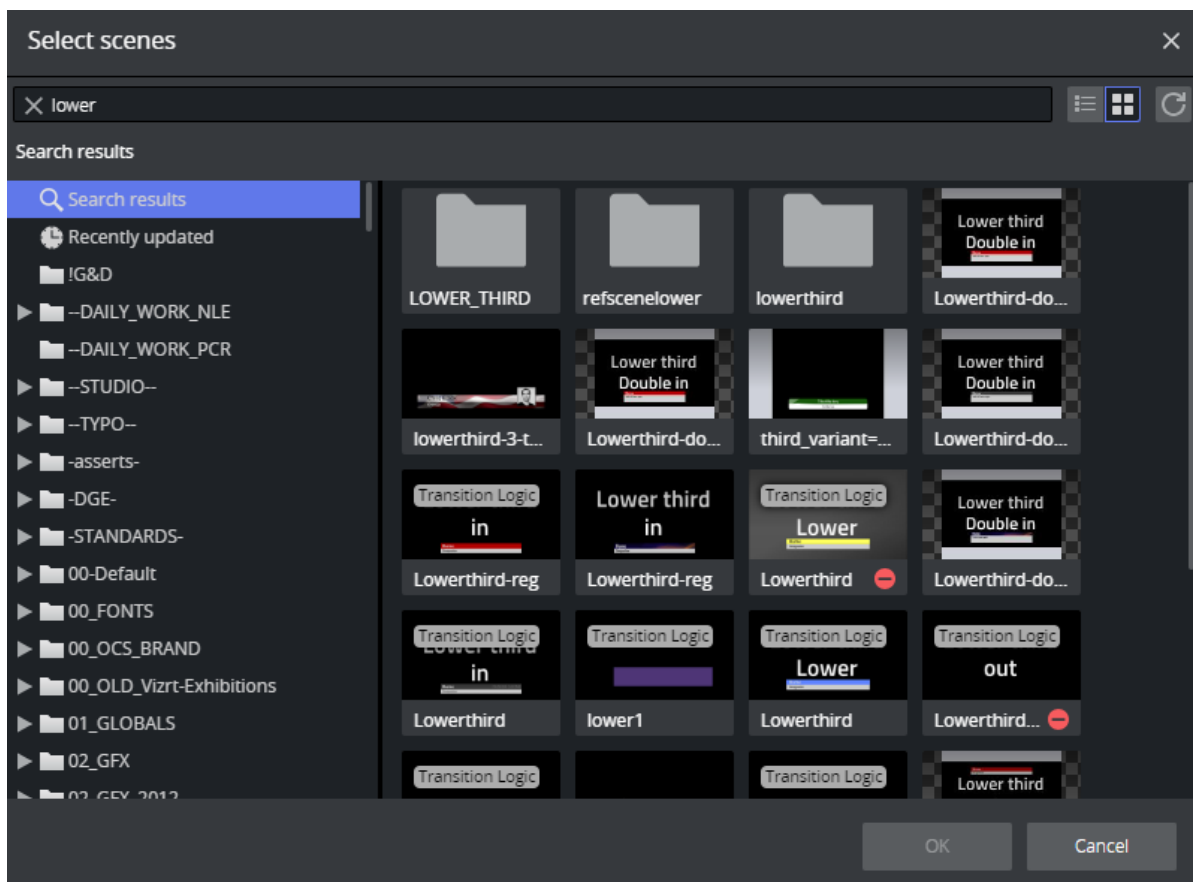 Select scenes
lower
Search results
Search results
Recently updated
!G&D
--DAILY_WORK_NLE
--DAILY_WORK_PCR
--STUDIO--
--TYPO--
-asserts-
-DGE-
-STANDARDS-
00-Default
00_FONTS
00_OCS_BRAND
00_OLD_Vizrt-Exhibitions
01_GLOBALS
02_GFX
02_GFX_2012
LOWER_THIRD
refscenelower
lowerthird
Lower third
Double in
Lowerthird-do...
lowerthird-3-t...
Lower third
Double in
Lowerthird-do...
third_variant=...
Lower third
Double in
Lowerthird-do...
Transition Logic
in
Lowerthird-reg
Lower third
in
Lowerthird-reg
Transition Logic
Lower
Lowerthird
Lower third
Double in
Lowerthird-do...
Transition Logic
Lower third
in
Lowerthird
Transition Logic
lower1
Transition Logic
Lower
Lowerthird
Transition Logic
out
Lowerthird...
Transition Logic
Transition Logic
Lower third
OK
Cancel